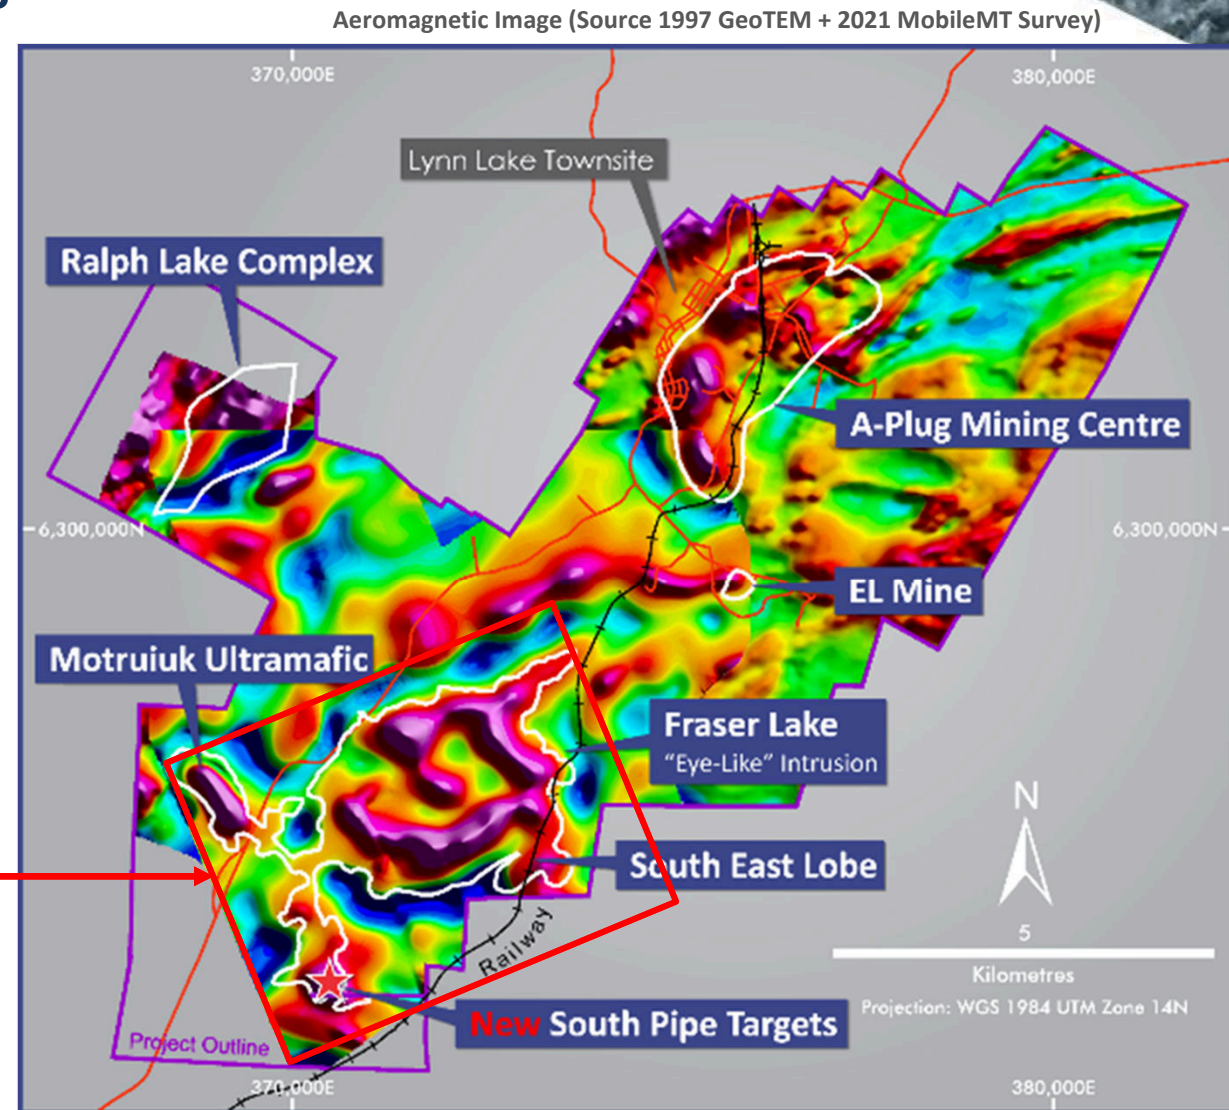 Aeromagnetic Image (Source 1997 GeoTEM + 2021 MobileMT Survey)
370,000E
380,000E
Lynn Lake Townsite
Ralph Lake Complex
A-Plug Mining Centre
6,300,000N
6,300,000N
EL Mine
Motruiuk Ultramafic
Fraser Lake
"Eye-Like" Intrusion
South East Lobe
N
5
Kilometres
Projection: WGS 1984 UTM Zone 14N
Railway
New South Pipe Targets
Project Outline
370,000E
380,000E